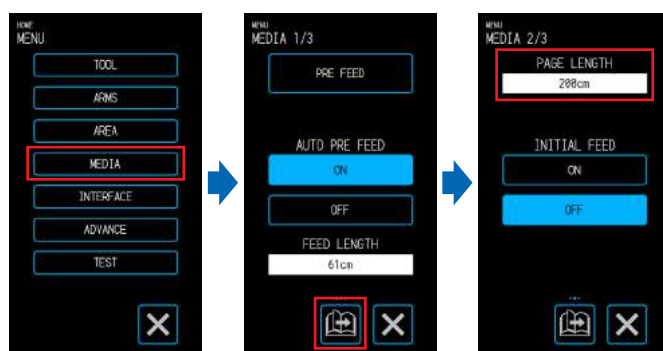 HOME
MENU
TOOL
ARMS
AREA
MEDIA
INTERFACE
ADVANCE
TEST
MENU
MEDIA 1/3
PRE FEED
AUTO PRE FEED
ON
OFF
FEED LENGTH
61cm
MENU
MEDIA 2/3
PAGE LENGTH
200cm
INITIAL FEED
ON
OFF